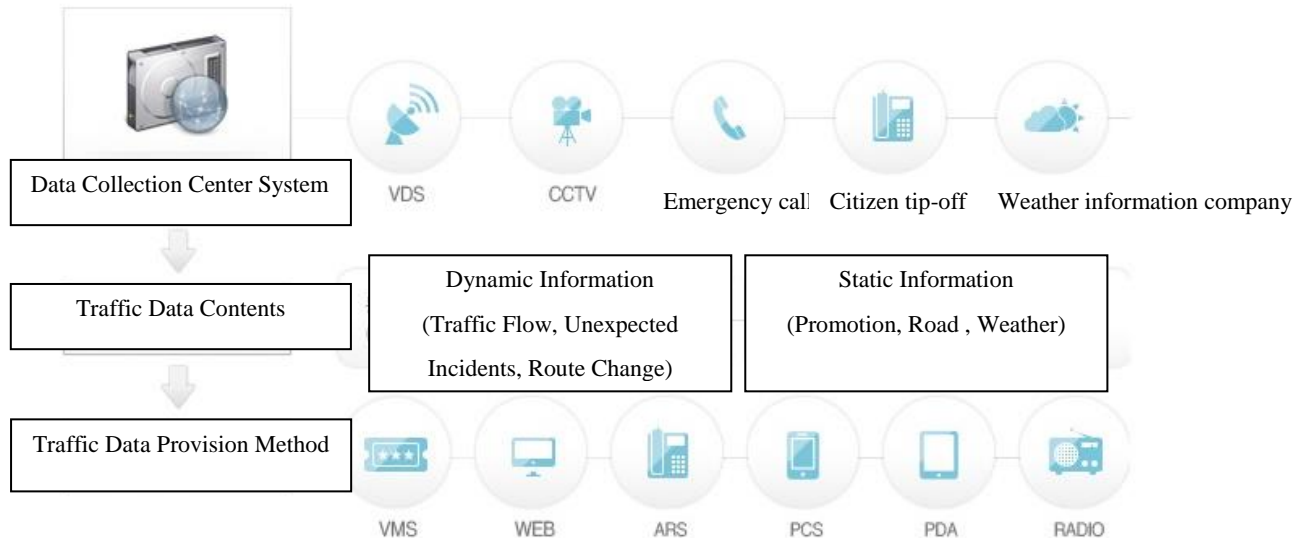 Data Collection Center System
VDS
CCTV
Emergency call
Citizen tip-off
Weather information company
Traffic Data Contents
Dynamic Information
(Traffic Flow, Unexpected
Incidents, Route Change)
Static Information
(Promotion, Road , Weather)
Traffic Data Provision Method
VMS
WEB
ARS
PCS
PDA
RADIO